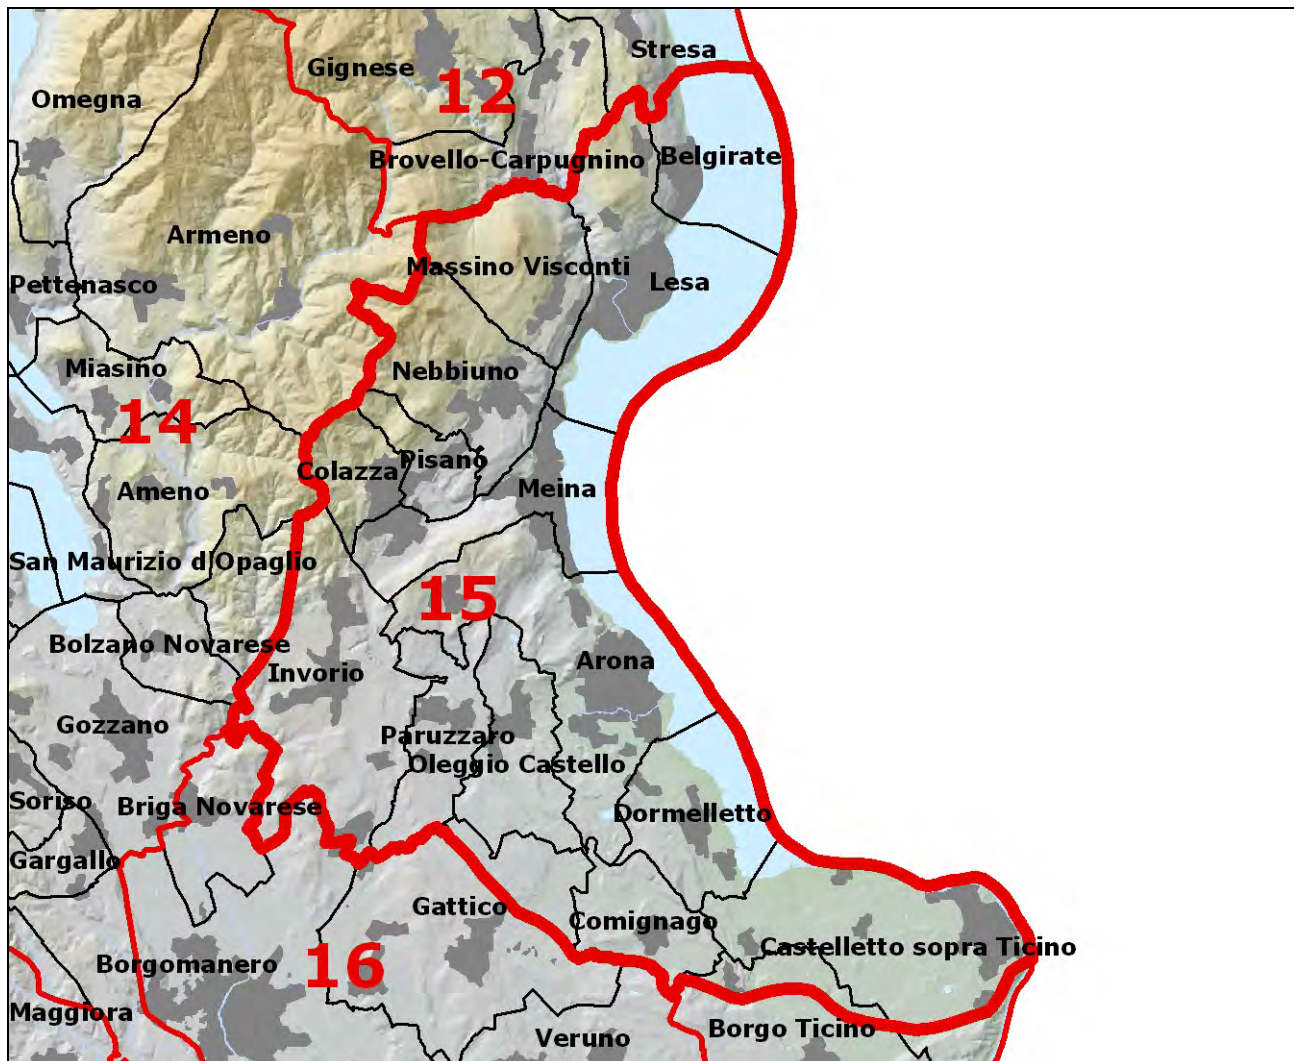 Stresa
Gignese
12
Omegna
Brovello-Carpugnino
Belgirate
Armeno
Massino Visconti
Pettenasco
Lesa
Miasino
Nebbiuno
14
Colazza
Pisano
Ameno
Meina
San Maurizio d'Opaglio
15
Bolzano Novarese
Invorio
Arona
Gozzano
Paruzzaro
Oleggio Castello
Soriso
Briga Novarese
Dormelletto
Gargallo
Gattico
Comignago
Castelletto sopra Ticino
Borgomanero
16
Maggiora
Veruno
Borgo Ticino